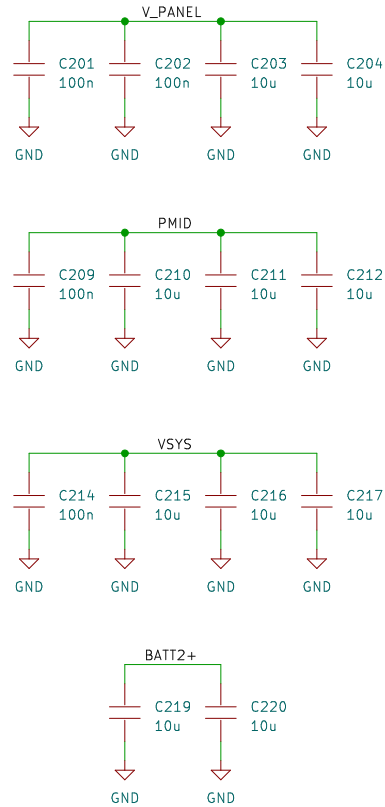 V_PANEL
C201 C202 C203 C204
100n 100n 10u 10u
GND GND GND GND
PMID
C209 C210 C211 C212
100n 10u 10u 10u
GND GND GND GND
VSYS
C214 C215 C216 C217
100n 10u 10u 10u
GND GND GND GND
BATT2+
C219 C220
10u 10u
GND GND